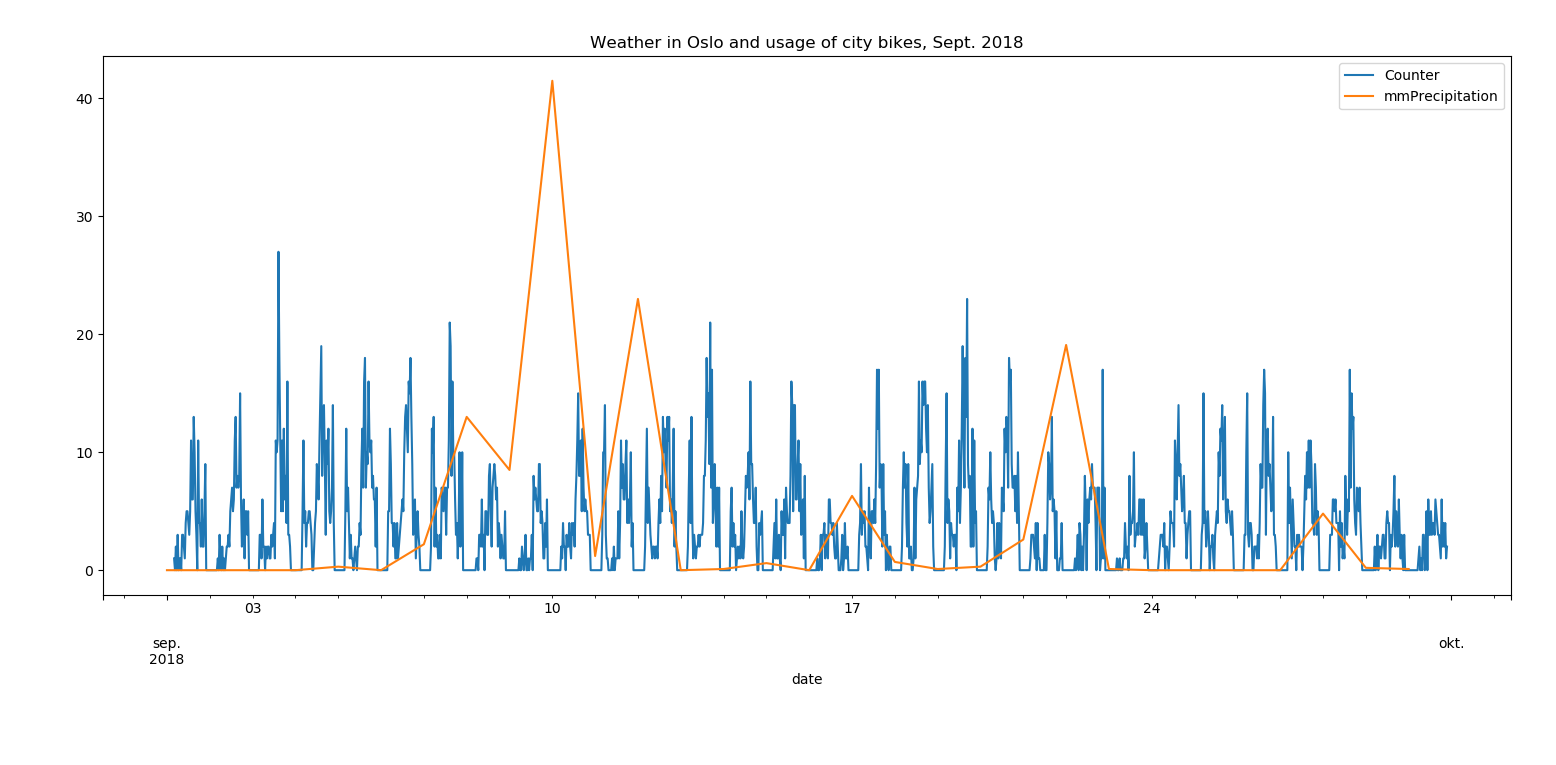 Weather in Oslo and usage of city bikes, Sept. 2018
Counter
mmPrecipitation
40
30
20
10
0
03
10
17
24
sep.
2018
okt.
date